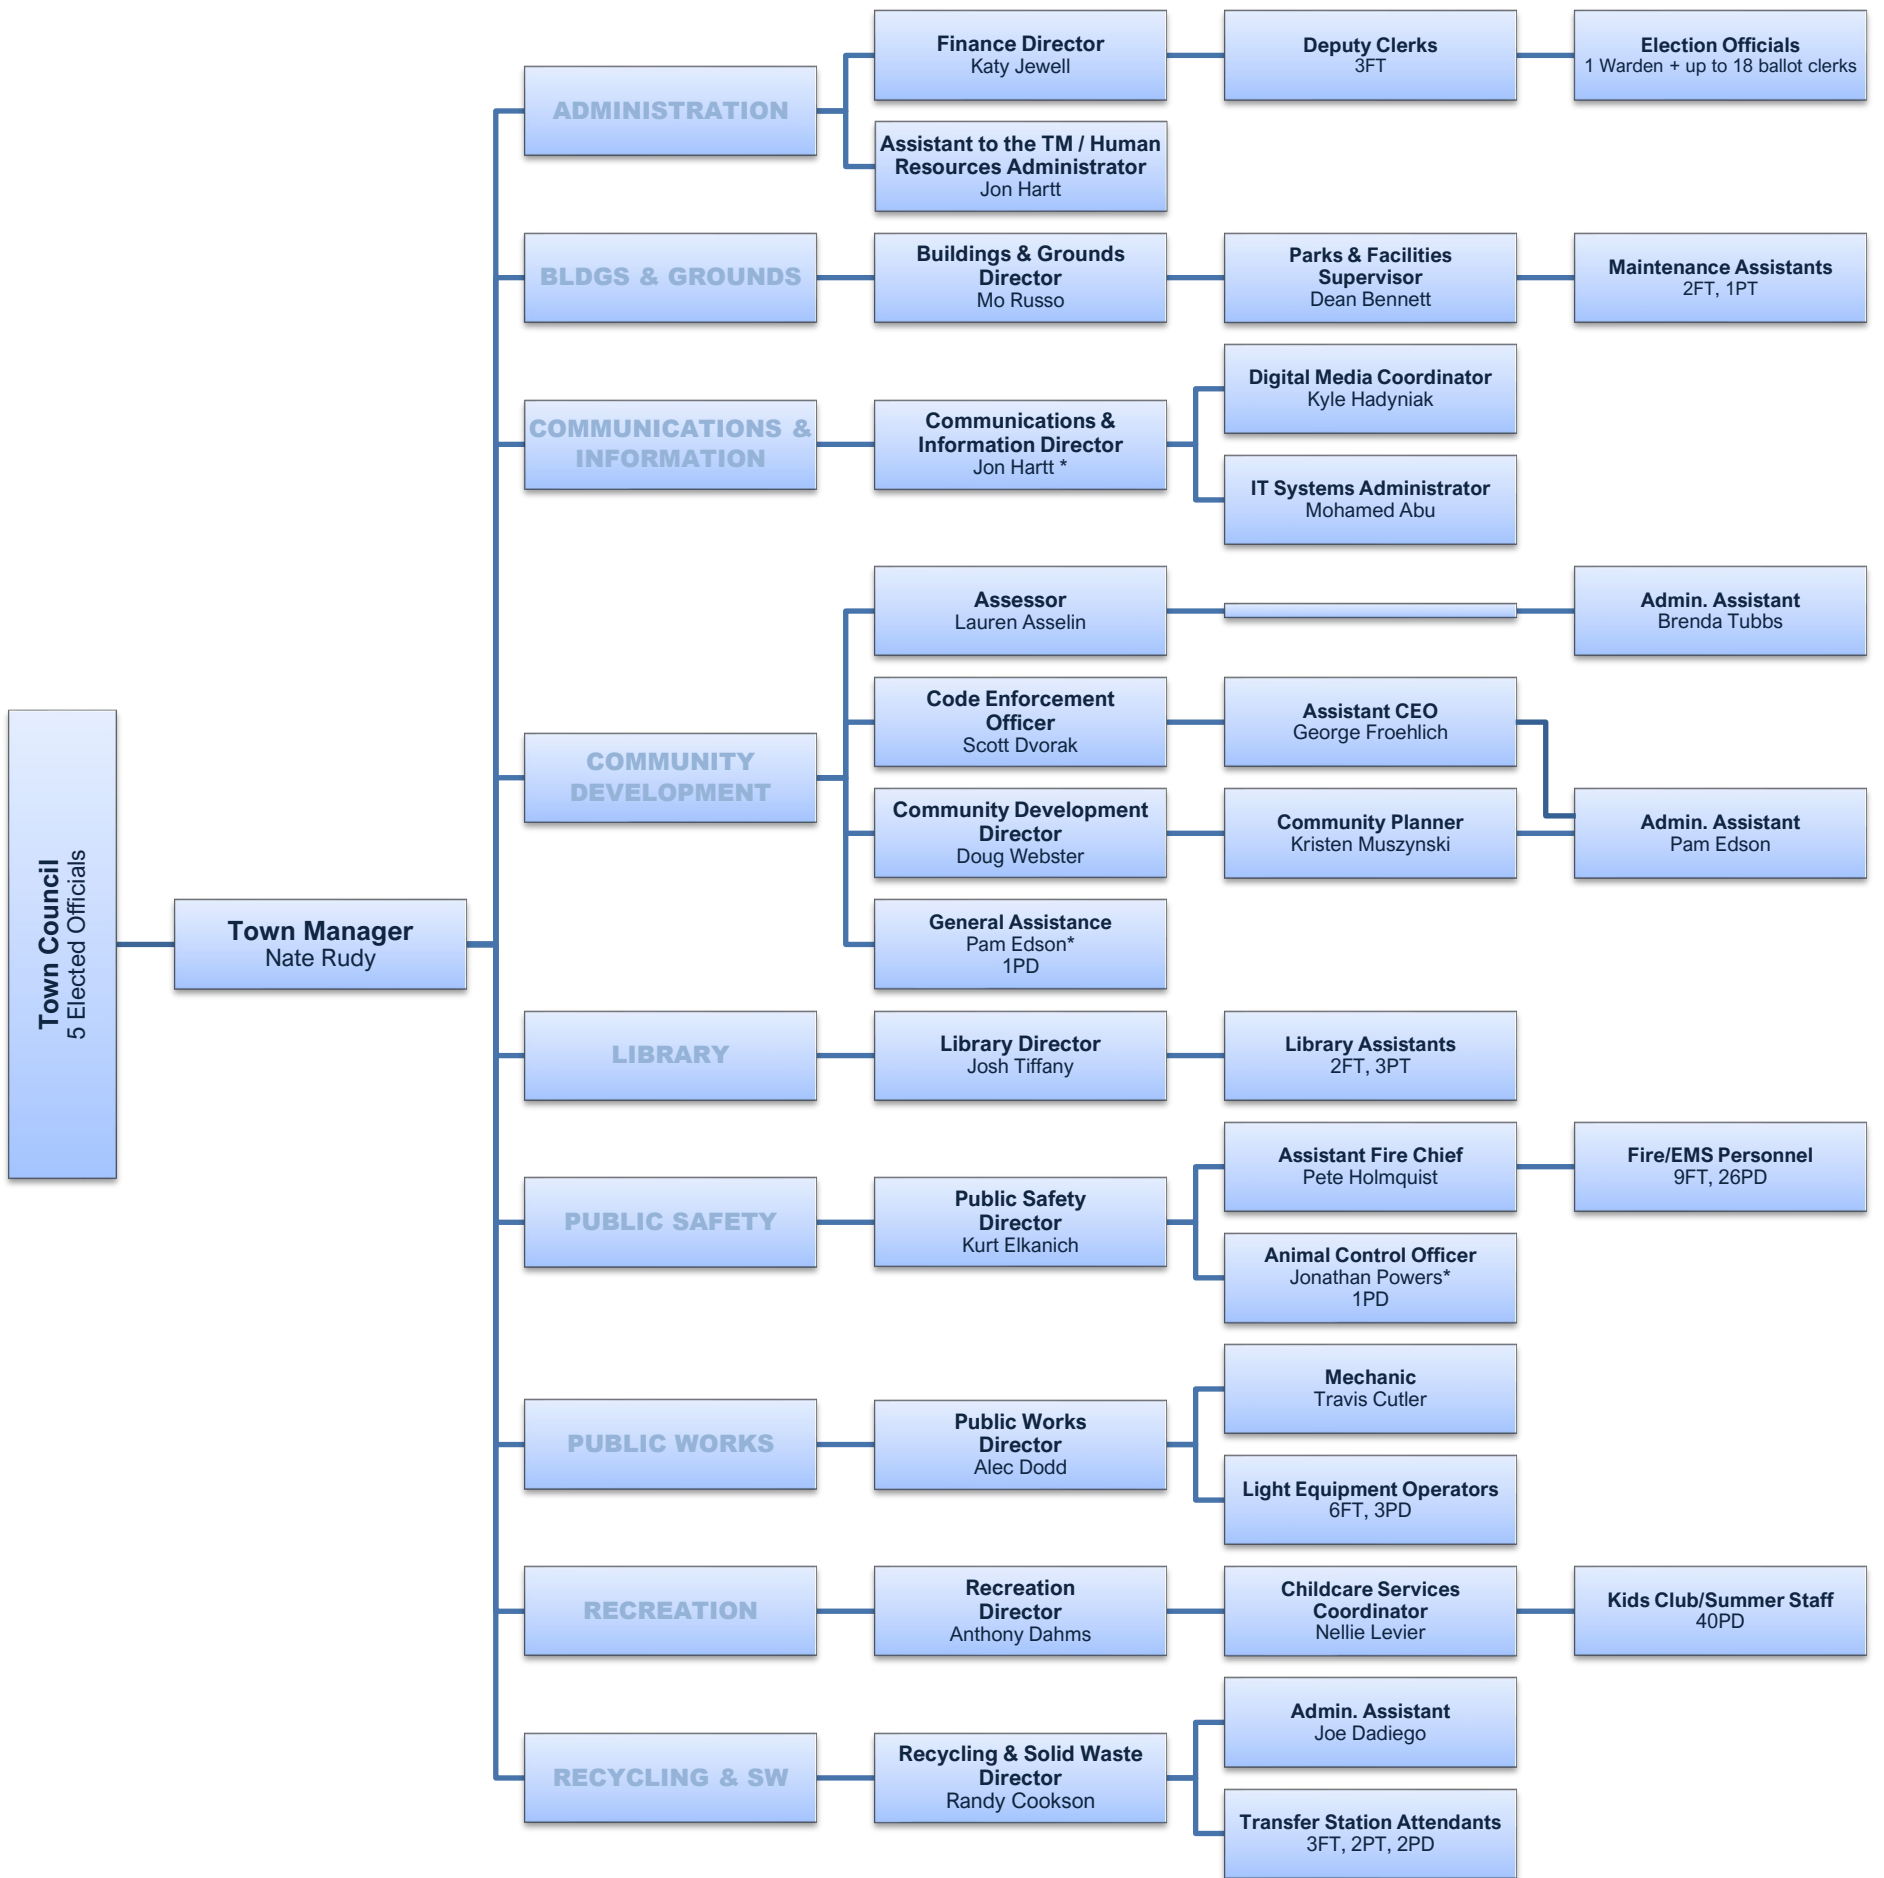 Town Council
5 Elected Officials
Town Manager
Nate Rudy
ADMINISTRATION
Finance Director
Katy Jewell
Deputy Clerks
3FT
Election Officials
1 Warden + up to 18 ballot clerks
Assistant to the TM / Human
Resources Administrator
Jon Hartt
BLDGS & GROUNDS
Buildings & Grounds
Director
Mo Russo
Parks & Facilities
Supervisor
Dean Bennett
Maintenance Assistants
2FT, 1PT
COMMUNICATIONS &
INFORMATION
Communications &
Information Director
Jon Hartt *
Digital Media Coordinator
Kyle Hadyniak
IT Systems Administrator
Mohamed Abu
COMMUNITY
DEVELOPMENT
Assessor
Lauren Asselin
Admin. Assistant
Brenda Tubbs
Code Enforcement
Officer
Scott Dvorak
Assistant CEO
George Froehlich
Community Development
Director
Doug Webster
Community Planner
Kristen Muszynski
Admin. Assistant
Pam Edson
General Assistance
Pam Edson*
1PD
LIBRARY
Library Director
Josh Tiffany
Library Assistants
2FT, 3PT
PUBLIC SAFETY
Public Safety
Director
Kurt Elkanich
Assistant Fire Chief
Pete Holmquist
Fire/EMS Personnel
9FT, 26PD
Animal Control Officer
Jonathan Powers*
1PD
PUBLIC WORKS
Public Works
Director
Alec Dodd
Mechanic
Travis Cutler
Light Equipment Operators
6FT, 3PD
RECREATION
Recreation
Director
Anthony Dahms
Childcare Services
Coordinator
Nellie Levier
Kids Club/Summer Staff
40PD
RECYCLING & SW
Recycling & Solid Waste
Director
Randy Cookson
Admin. Assistant
Joe Dadiego
Transfer Station Attendants
3FT, 2PT, 2PD